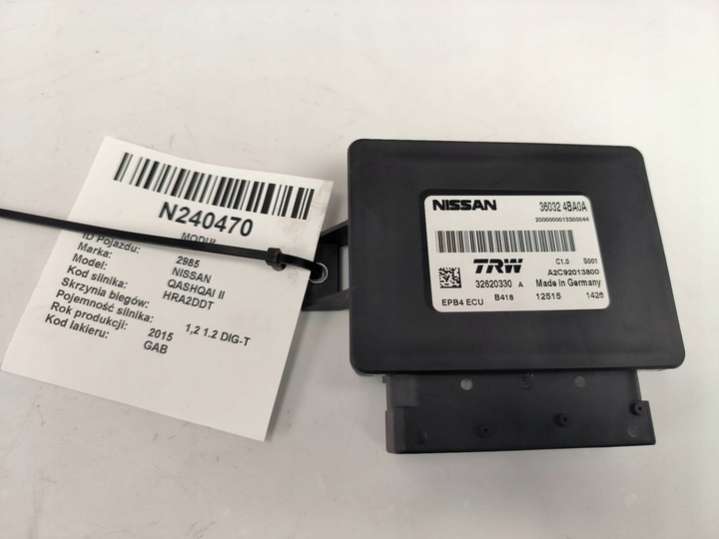 N240470
MODUŁ
ID Pojazdu: 2985
Marka: NISSAN
Model: QASHQAI II
Kod silnika: HRA2DDT
Skrzynia biegów:
Pojemność silnika: 1,2 1.2 DIG-T
Rok produkcji: 2015
Kod lakieru: GAB
NISSAN 36032 4BA0A
TRW C1.0 S001
32620330 A A2C92013800
Made in Germany
EPB4 ECU B418 12515 1426